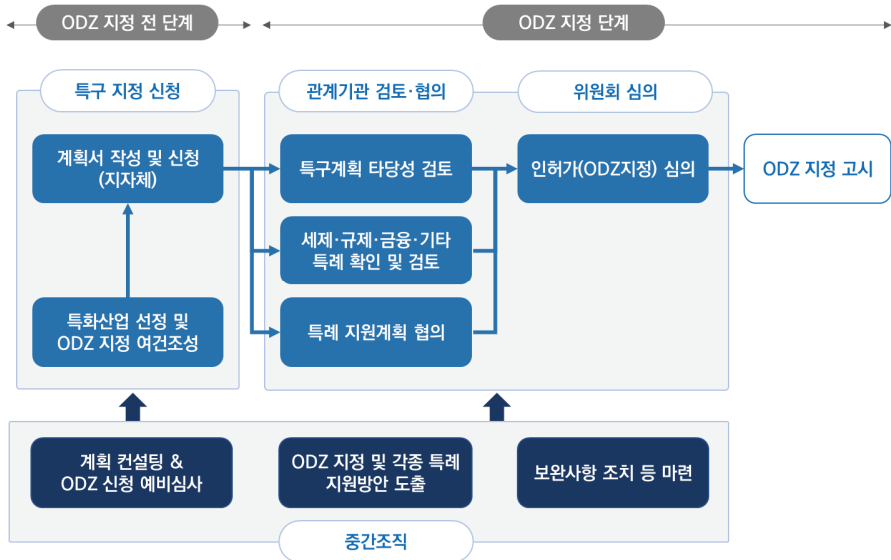 ODZ 지정 전 단계
ODZ 지정 단계
특구 지정 신청
관계기관 검토·협의
위원회 심의
계획서 작성 및 신청
(지자체)
특구계획 타당성 검토
인허가(ODZ지정) 심의
ODZ 지정 고시
세제·규제·금융·기타
특례 확인 및 검토
특화산업 선정 및
ODZ 지정 여건조성
특례 지원계획 협의
계획 컨설팅 &
ODZ 신청 예비심사
ODZ 지정 및 각종 특례
지원방안 도출
보완사항 조치 등 마련
중간조직